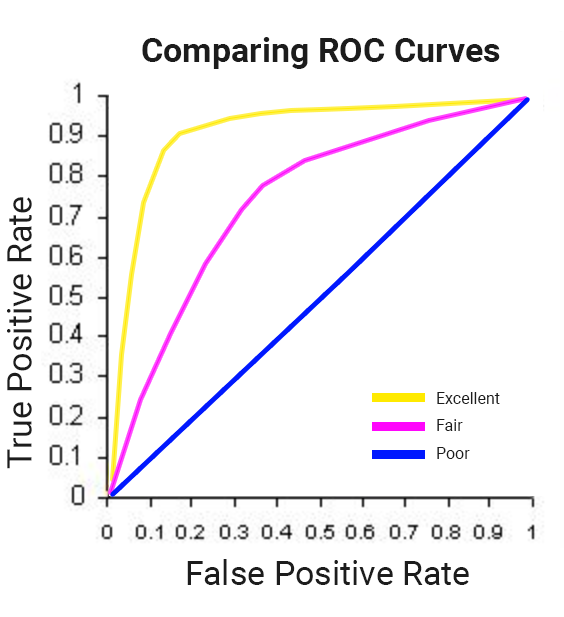 Comparing ROC Curves
True Positive Rate
1
0.9
0.8
0.7
0.6
0.5
0.4
0.3
0.2
0.1
0
Excellent
Fair
Poor
0 0.1 0.2 0.3 0.4 0.5 0.6 0.7 0.8 0.9 1
False Positive Rate